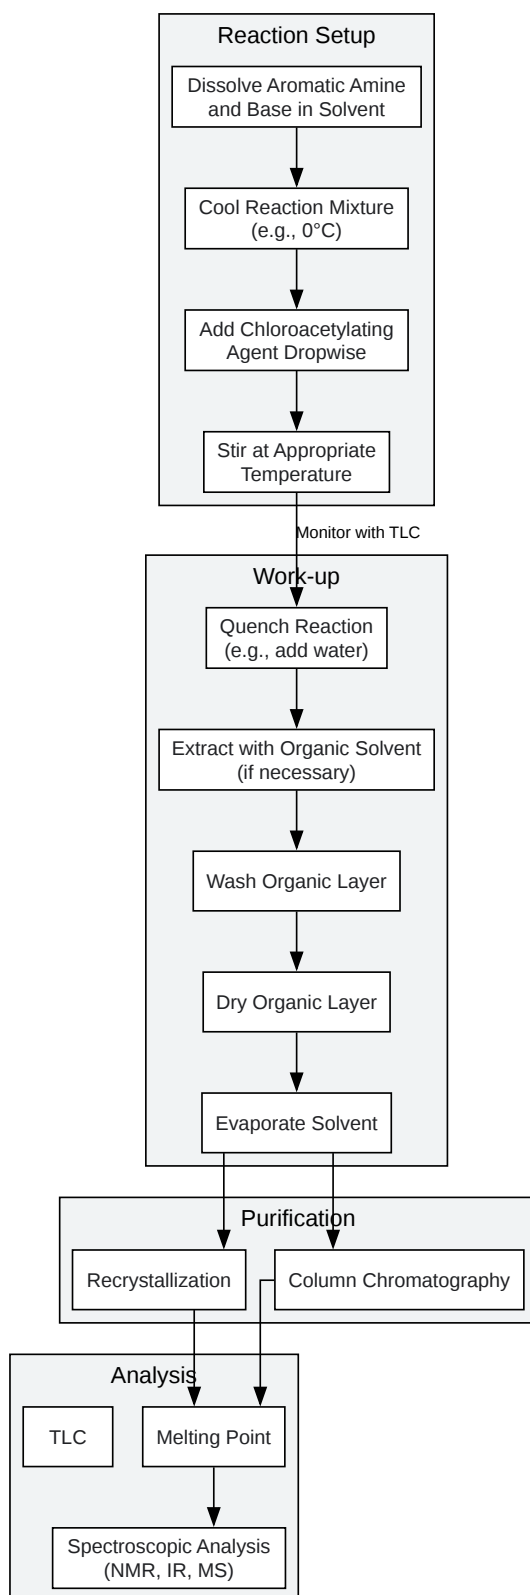 Reaction Setup
Dissolve Aromatic Amine
and Base in Solvent
Cool Reaction Mixture
(e.g., 0°C)
Add Chloroacetylating
Agent Dropwise
Stir at Appropriate
Temperature
Monitor with TLC
Work-up
Quench Reaction
(e.g., add water)
Extract with Organic Solvent
(if necessary)
Wash Organic Layer
Dry Organic Layer
Evaporate Solvent
Purification
Recrystallization
Column Chromatography
Analysis
TLC
Melting Point
Spectroscopic Analysis
(NMR, IR, MS)